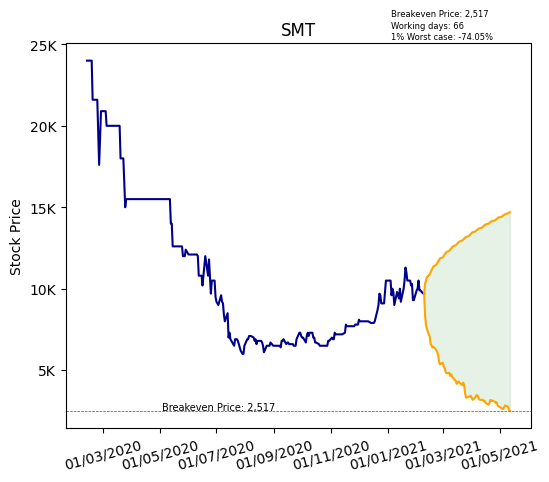 Breakeven Price: 2,517
Working days: 66
1% Worst case: -74.05%
SMT
25K
20K
15K
10K
5K
Stock Price
Breakeven Price: 2,517
01/03/2020
01/05/2020
01/07/2020
01/09/2020
01/11/2020
01/01/2021
01/03/2021
01/05/2021